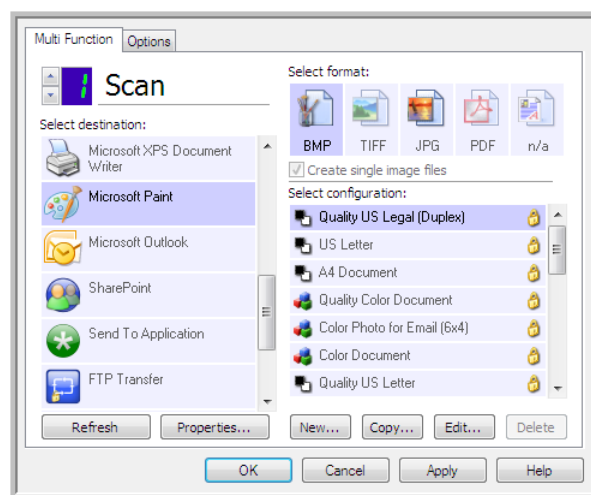 Multi Function
Options
1 Scan
Select destination:
Microsoft XPS Document
Writer
Microsoft Paint
Microsoft Outlook
SharePoint
Send To Application
FTP Transfer
Refresh
Properties...
Select format:
BMP TIFF JPG PDF n/a
Create single image files
Select configuration:
Quality US Legal (Duplex)
US Letter
A4 Document
Quality Color Document
Color Photo for Email (6x4)
Color Document
Quality US Letter
New... Copy... Edit... Delete
OK Cancel Apply Help